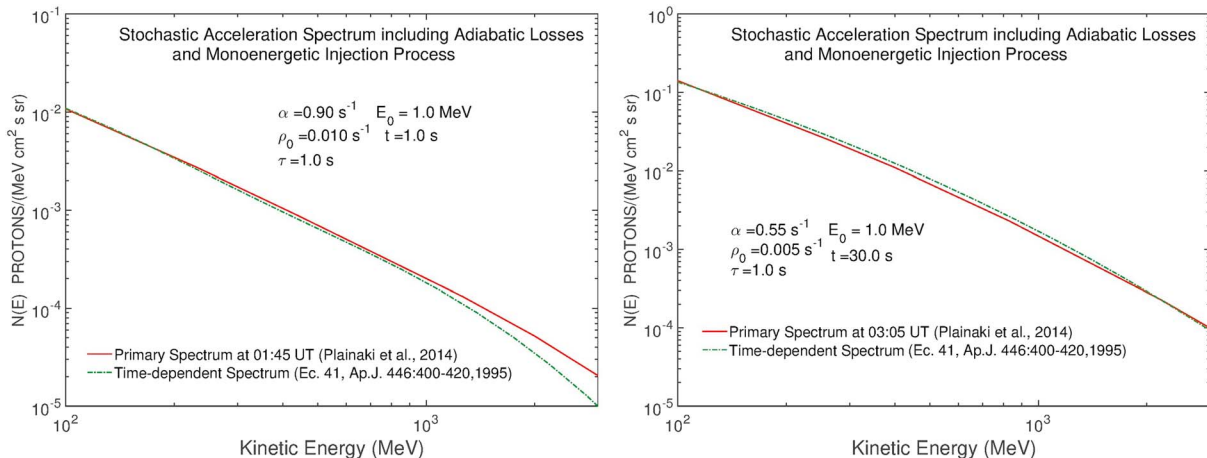 Stochastic Acceleration Spectrum including Adiabatic Losses
and Monoenergetic Injection Process
α =0.90 s⁻¹ E₀ = 1.0 MeV
ρ₀ =0.010 s⁻¹ t=1.0 s
τ =1.0 s
Primary Spectrum at 01:45 UT (Plainaki et al., 2014)
Time-dependent Spectrum (Ec. 41, Ap.J. 446:400-420,1995)
N(E) PROTONS/(MeV cm² s sr)
10⁻²
10⁻³
10⁻⁴
10⁻⁵
10² 10³
Kinetic Energy (MeV)
Stochastic Acceleration Spectrum including Adiabatic Losses
and Monoenergetic Injection Process
α =0.55 s⁻¹ E₀ = 1.0 MeV
ρ₀ =0.005 s⁻¹ t=30.0 s
τ =1.0 s
Primary Spectrum at 03:05 UT (Plainaki et al., 2014)
Time-dependent Spectrum (Ec. 41, Ap.J. 446:400-420,1995)
N(E) PROTONS/(MeV cm² s sr)
10⁰
10⁻¹
10⁻²
10⁻³
10⁻⁴
10⁻⁵
10² 10³
Kinetic Energy (MeV)